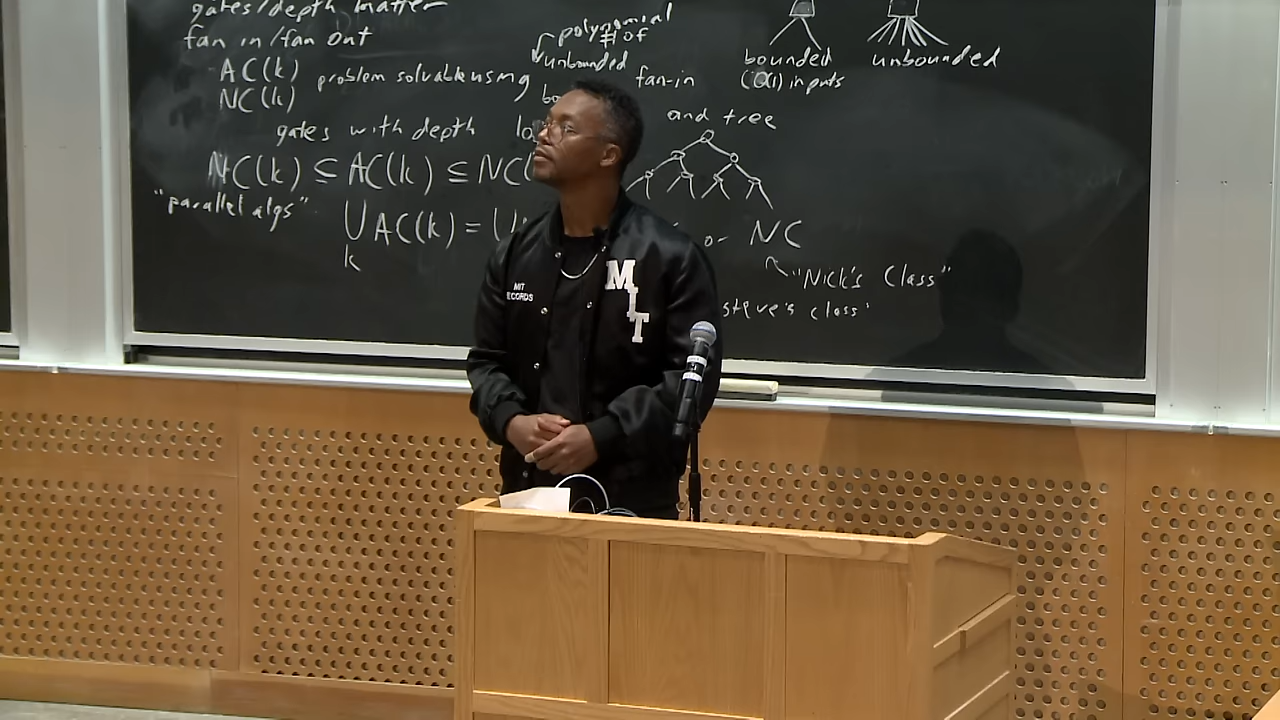 gates/depth matter
fan in/fan out
AC(k)
NC(k)
problem solvable using
polynomial
# of
unbounded
fan-in
gates with depth
NC(k) ⊆ AC(k) ⊆ NC(
"parallel algs"
⋃ AC(k) = ⋃
k
bounded
(O(1) inputs
unbounded
and tree
or NC
"Nick's Class"
steve's class'
MIT
RECORDS
MIT